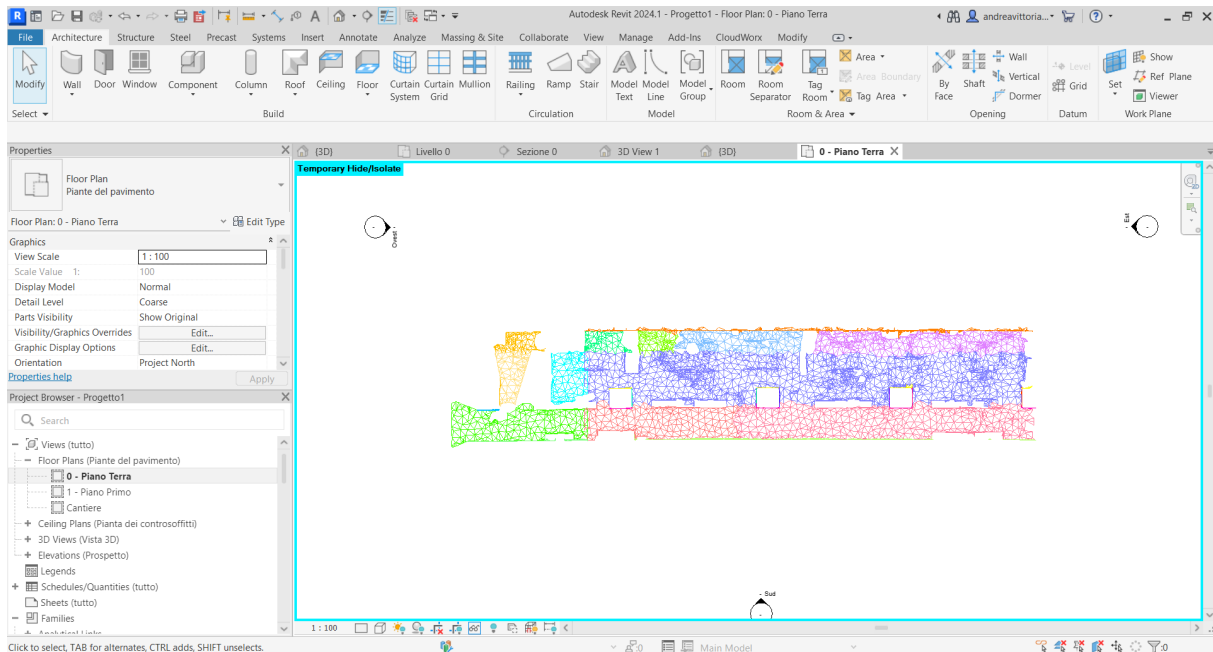 Autodesk Revit 2024.1 - Progetto1 - Floor Plan: 0 - Piano Terra
andreavittoria...
File Architecture Structure Steel Precast Systems Insert Annotate Analyze Massing & Site Collaborate View Manage Add-Ins CloudWorx Modify
Modify Wall Door Window Component Column Roof Ceiling Floor Curtain System Curtain Grid Mullion Railing Ramp Stair Model Text Model Line Model Group Room Room Separator Tag Room Area Area Boundary Tag Area By Face Shaft Wall Vertical Dormer Level Grid Set Show Ref Plane Viewer
Select Build Circulation Model Room & Area Opening Datum Work Plane
Properties
{3D} Livello 0 Sezione 0 3D View 1 {3D} 0 - Piano Terra
Floor Plan
Piante del pavimento
Floor Plan: 0 - Piano Terra Edit Type
Graphics
View Scale 1 : 100
Scale Value 1: 100
Display Model Normal
Detail Level Coarse
Parts Visibility Show Original
Visibility/Graphics Overrides Edit...
Graphic Display Options Edit...
Orientation Project North
Properties help Apply
Project Browser - Progetto1
Search
Views (tutto)
Floor Plans (Piante del pavimento)
0 - Piano Terra
1 - Piano Primo
Cantiere
Ceiling Plans (Pianta dei controsoffitti)
3D Views (Vista 3D)
Elevations (Prospetto)
Legends
Schedules/Quantities (tutto)
Sheets (tutto)
Families
Analytical Links
Temporary Hide/Isolate
- Ovest -
- Est
- Sud
1 : 100
Click to select, TAB for alternates, CTRL adds, SHIFT unselects.
:0
Main Model
:0